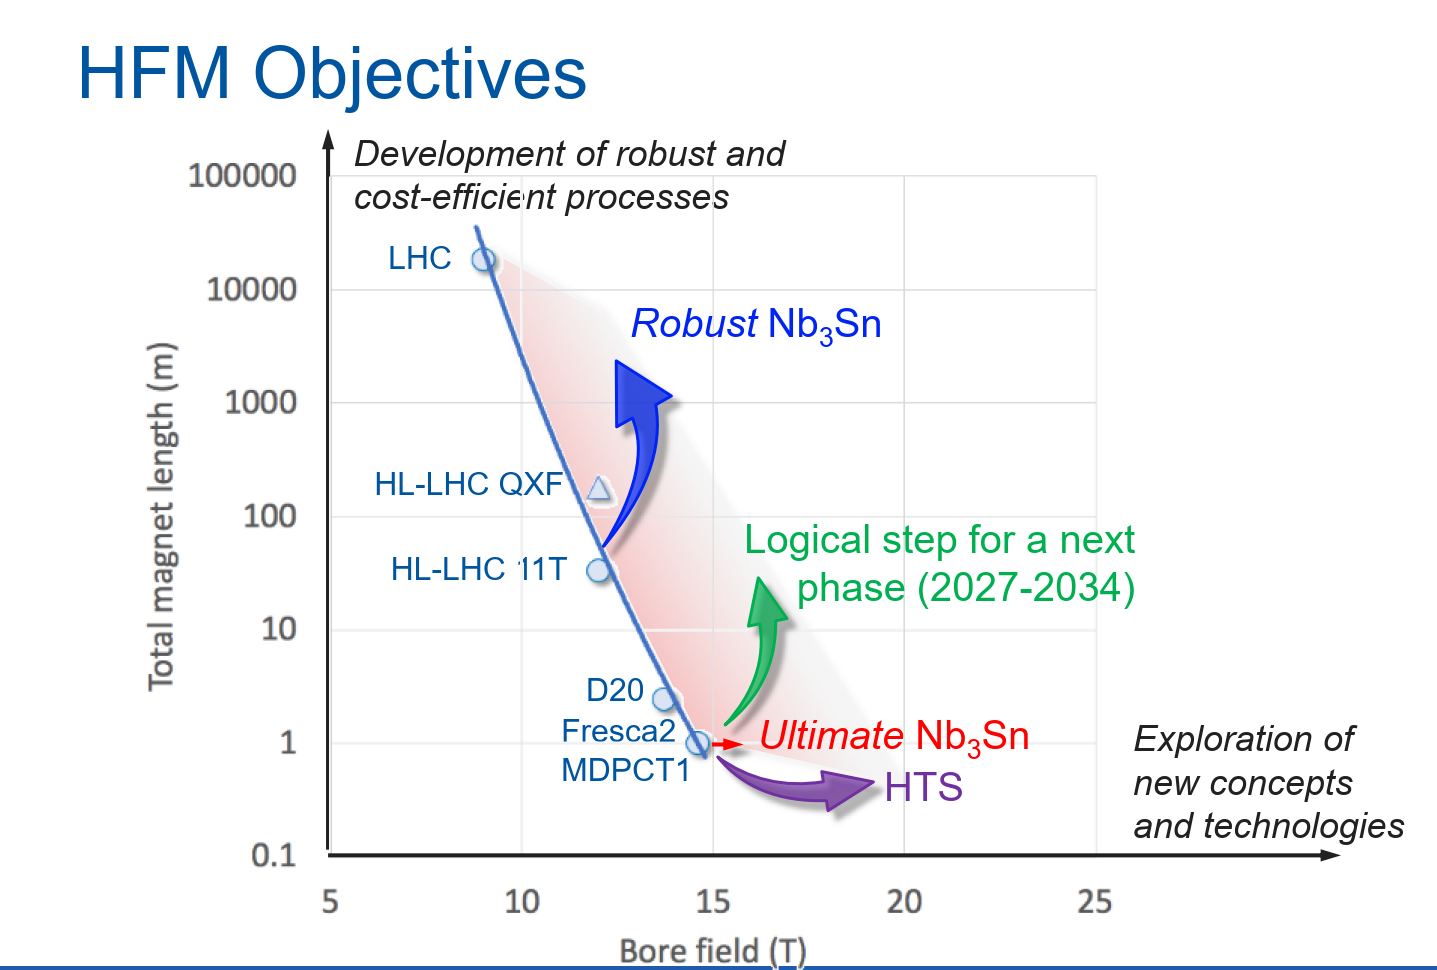 HFM Objectives
Development of robust and
cost-efficient processes
100000
10000
1000
100
10
1
0.1
Total magnet length (m)
LHC
Robust Nb₃Sn
HL-LHC QXF
HL-LHC 11T
Logical step for a next
phase (2027-2034)
D20
Fresca2
MDPCT1
Ultimate Nb₃Sn
HTS
Exploration of
new concepts
and technologies
5 10 15 20 25
Bore field (T)